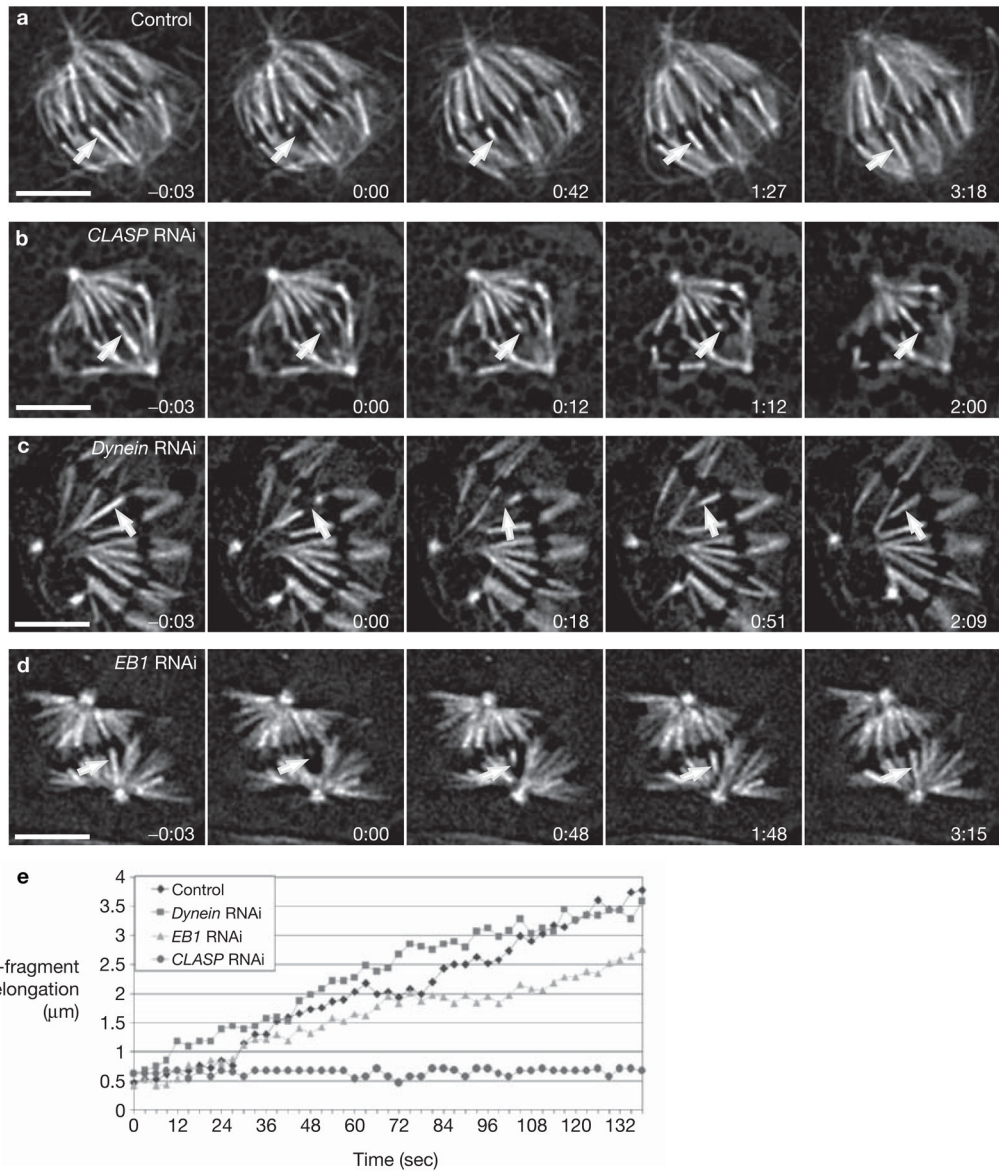 a Control
−0:03 0:00 0:42 1:27 3:18
b CLASP RNAi
−0:03 0:00 0:12 1:12 2:00
c Dynein RNAi
−0:03 0:00 0:18 0:51 2:09
d EB1 RNAi
−0:03 0:00 0:48 1:48 3:15
e
4
3.5
3
2.5
2
1.5
1
0.5
0
Control
Dynein RNAi
EB1 RNAi
CLASP RNAi
-fragment
elongation
(μm)
0 12 24 36 48 60 72 84 96 108 120 132
Time (sec)